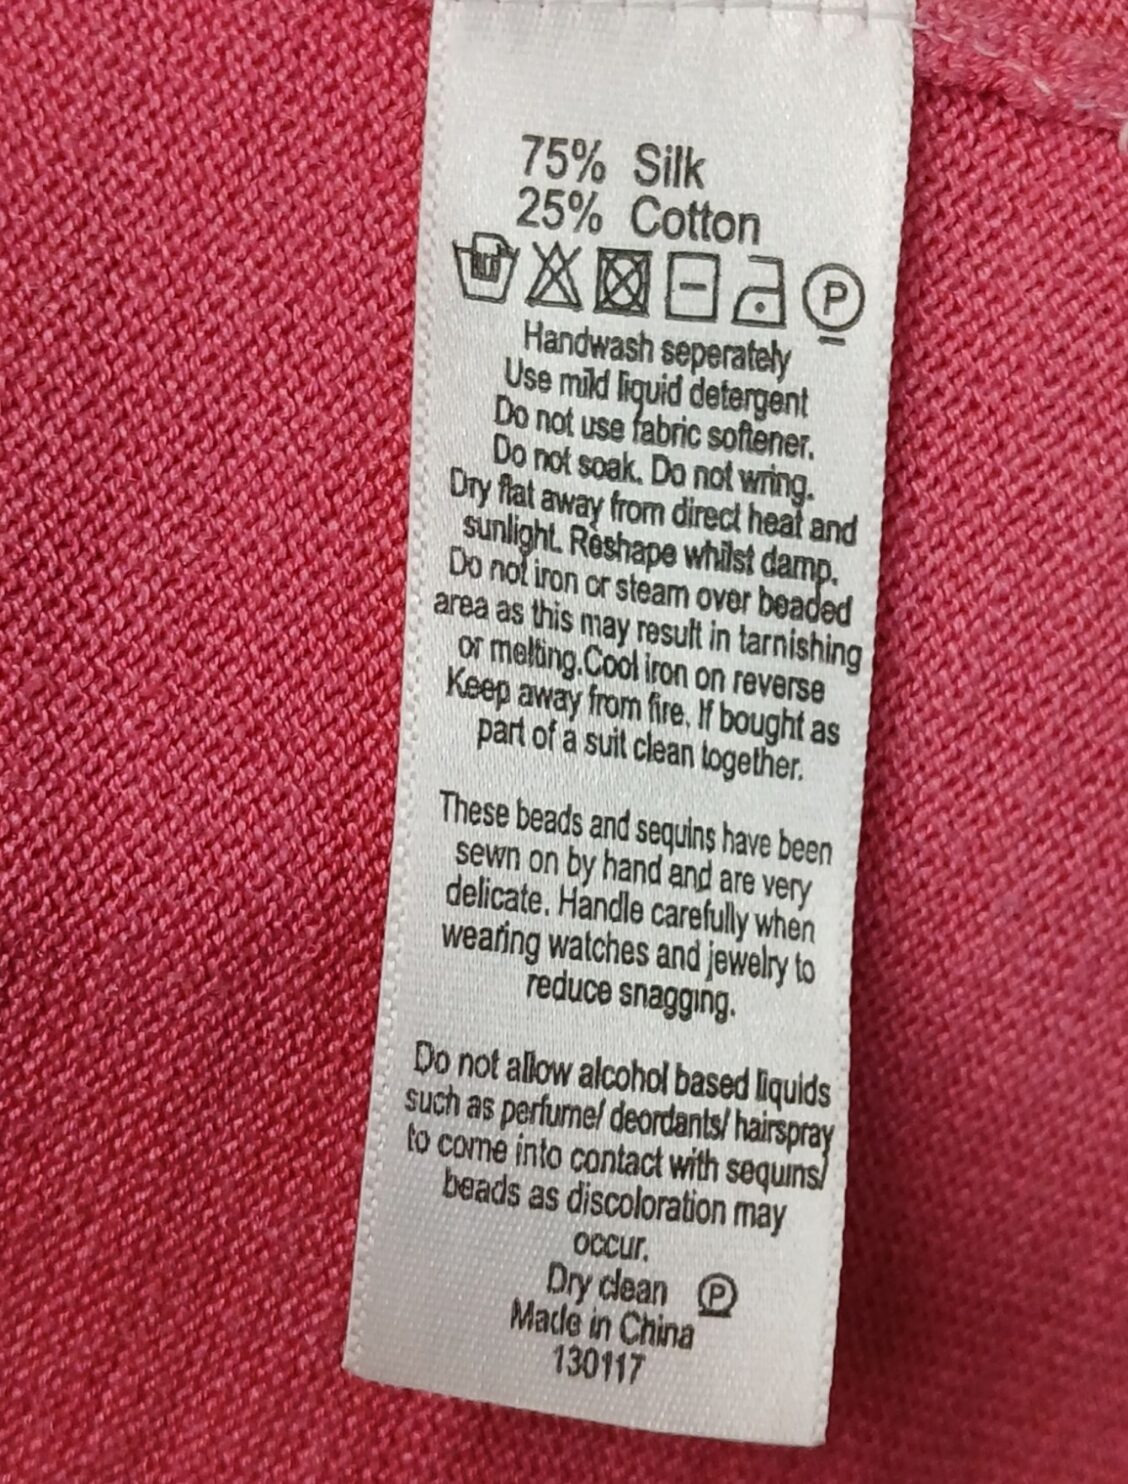 75% Silk
25% Cotton
P
Handwash seperately
Use mild liquid detergent
Do not use fabric softener.
Do not soak. Do not wring.
Dry flat away from direct heat and
sunlight. Reshape whilst damp.
Do not iron or steam over beaded
area as this may result in tarnishing
or melting.Cool iron on reverse
Keep away from fire. If bought as
part of a suit clean together.
These beads and sequins have been
sewn on by hand and are very
delicate. Handle carefully when
wearing watches and jewelry to
reduce snagging.
Do not allow alcohol based liquids
such as perfume/ deordants/ hairspray
to come into contact with sequins/
beads as discoloration may
occur.
Dry clean P
Made in China
130117